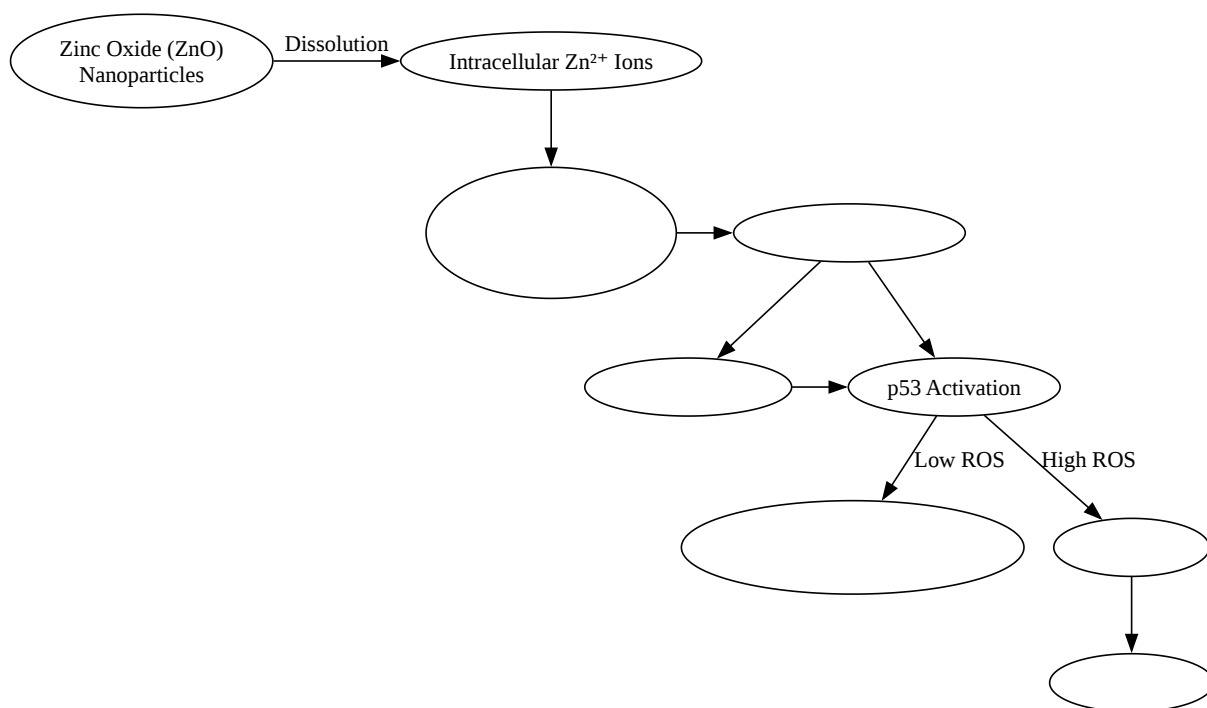 Zinc Oxide (ZnO)
Nanoparticles
Dissolution
Intracellular Zn²⁺ Ions
p53 Activation
Low ROS
High ROS